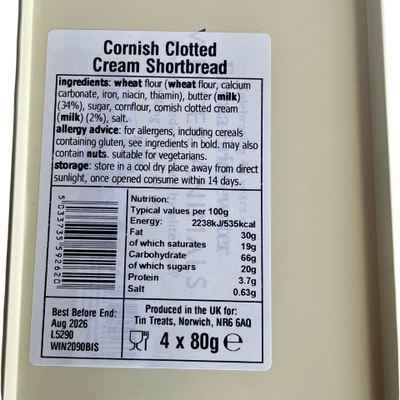 Cornish Clotted
Cream Shortbread
ingredients: wheat flour (wheat flour, calcium
carbonate, iron, niacin, thiamin), butter (milk)
(34%), sugar, cornflour, cornish clotted cream
(milk) (2%), salt.
allergy advice: for allergens, including cereals
containing gluten, see ingredients in bold. may also
contain nuts. suitable for vegetarians.
storage: store in a cool dry place away from direct
sunlight, once opened consume within 14 days.
5 033735 592620
Nutrition:
Typical values per 100g
Energy: 2238kJ/535kcal
Fat 30g
of which saturates 19g
Carbohydrate 66g
of which sugars 20g
Protein 3.7g
Salt 0.63g
Best Before End:
Aug 2026
L5290
WIN2090BIS
Produced in the UK for:
Tin Treats, Norwich, NR6 6AQ
4 x 80g e